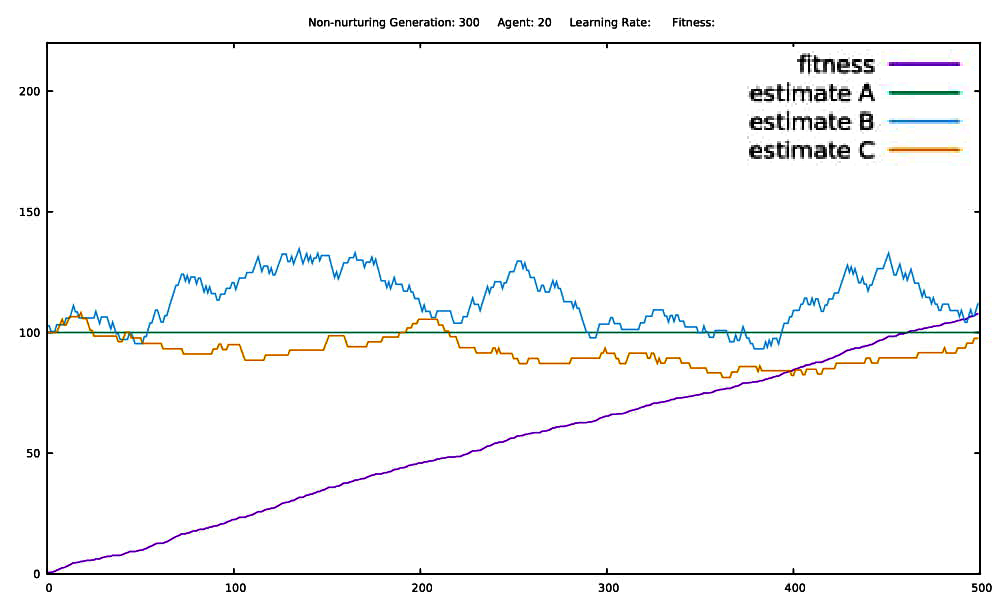 Non-nurturing Generation: 300 Agent: 20 Learning Rate: Fitness:
fitness
estimate A
estimate B
estimate C
200
150
100
50
0
0 100 200 300 400 500